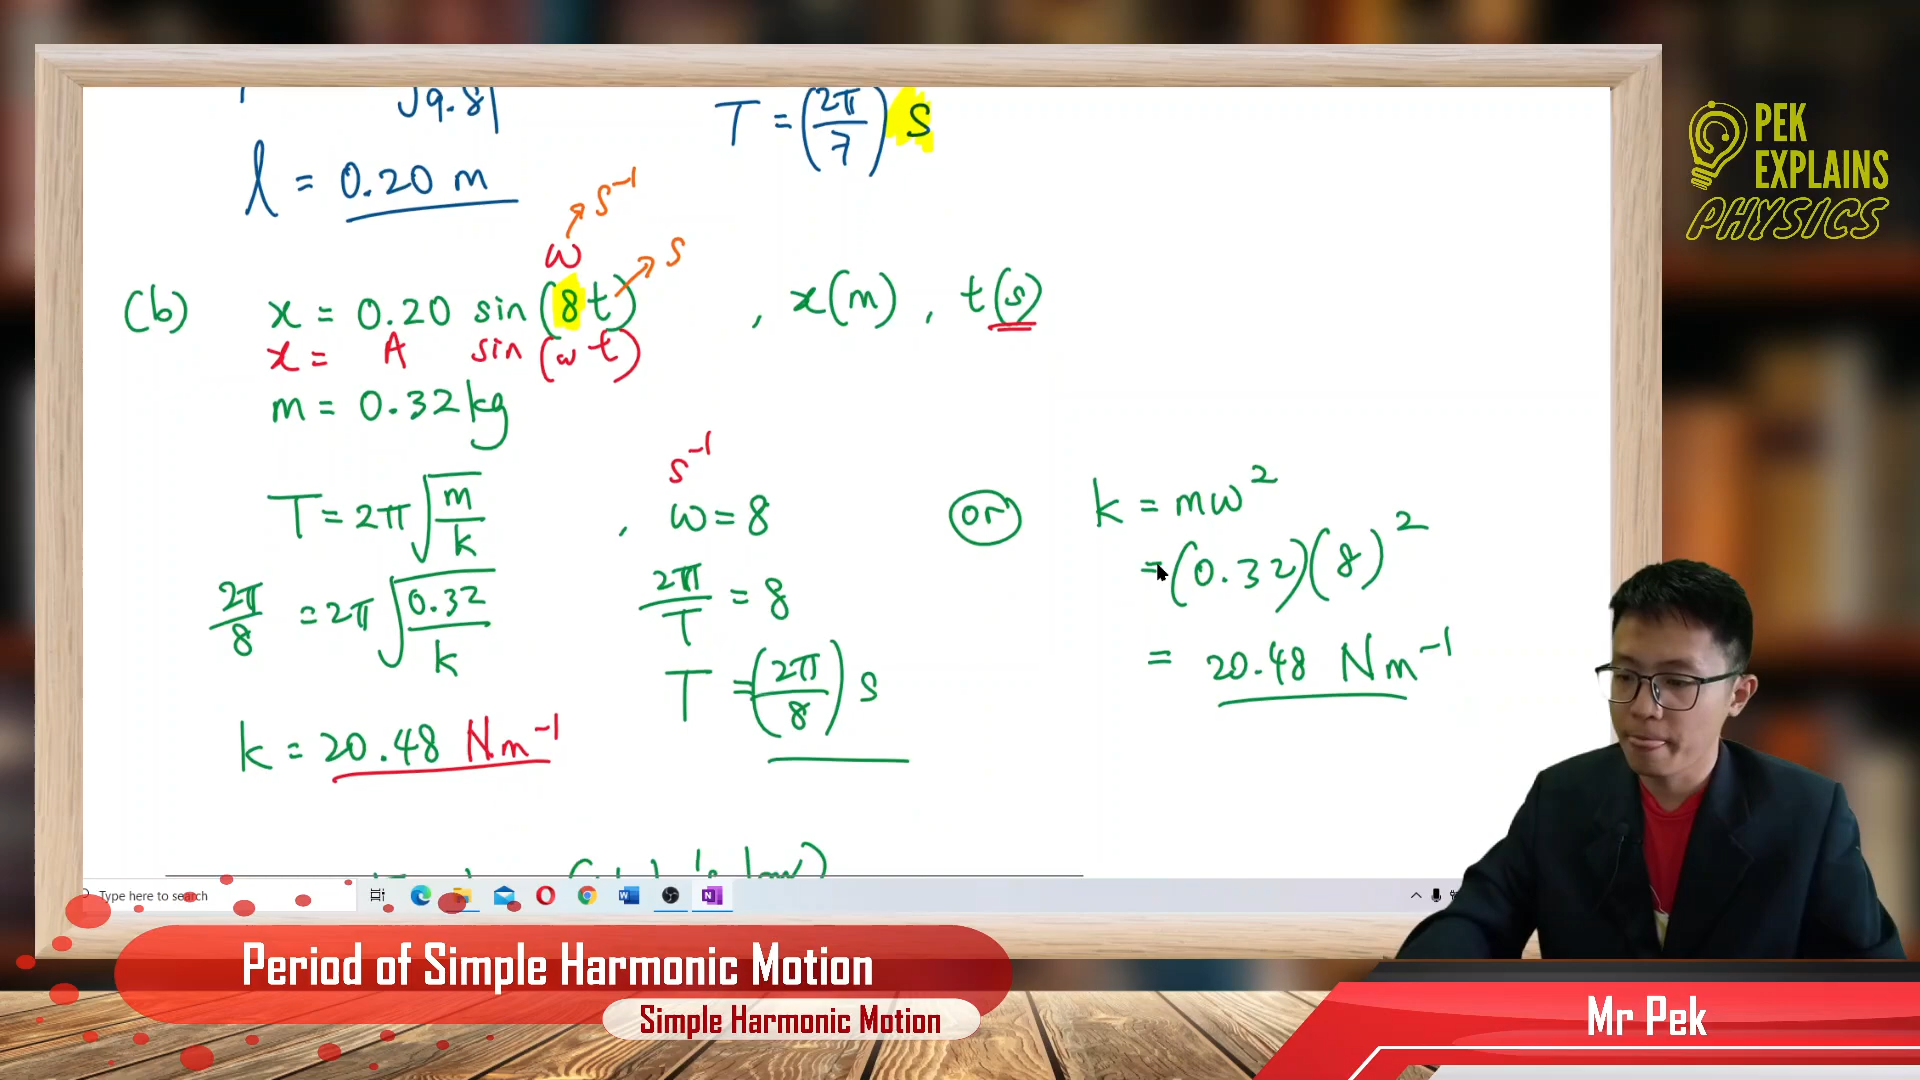 √9.81
l = 0.20 m
T = (2π/7) s
ω → s⁻¹
→ s
(b) x = 0.20 sin (8t) , x(m) , t(s)
x = A sin (ωt)
m = 0.32 kg
T = 2π √(m/k)
2π/8 = 2π √(0.32/k)
k = 20.48 Nm⁻¹
s⁻¹
, ω = 8
2π/T = 8
T = (2π/8) s
or
k = mω²
= (0.32)(8)²
= 20.48 Nm⁻¹
PEK
EXPLAINS
PHYSICS
Type here to search
Period of Simple Harmonic Motion
Simple Harmonic Motion
Mr Pek